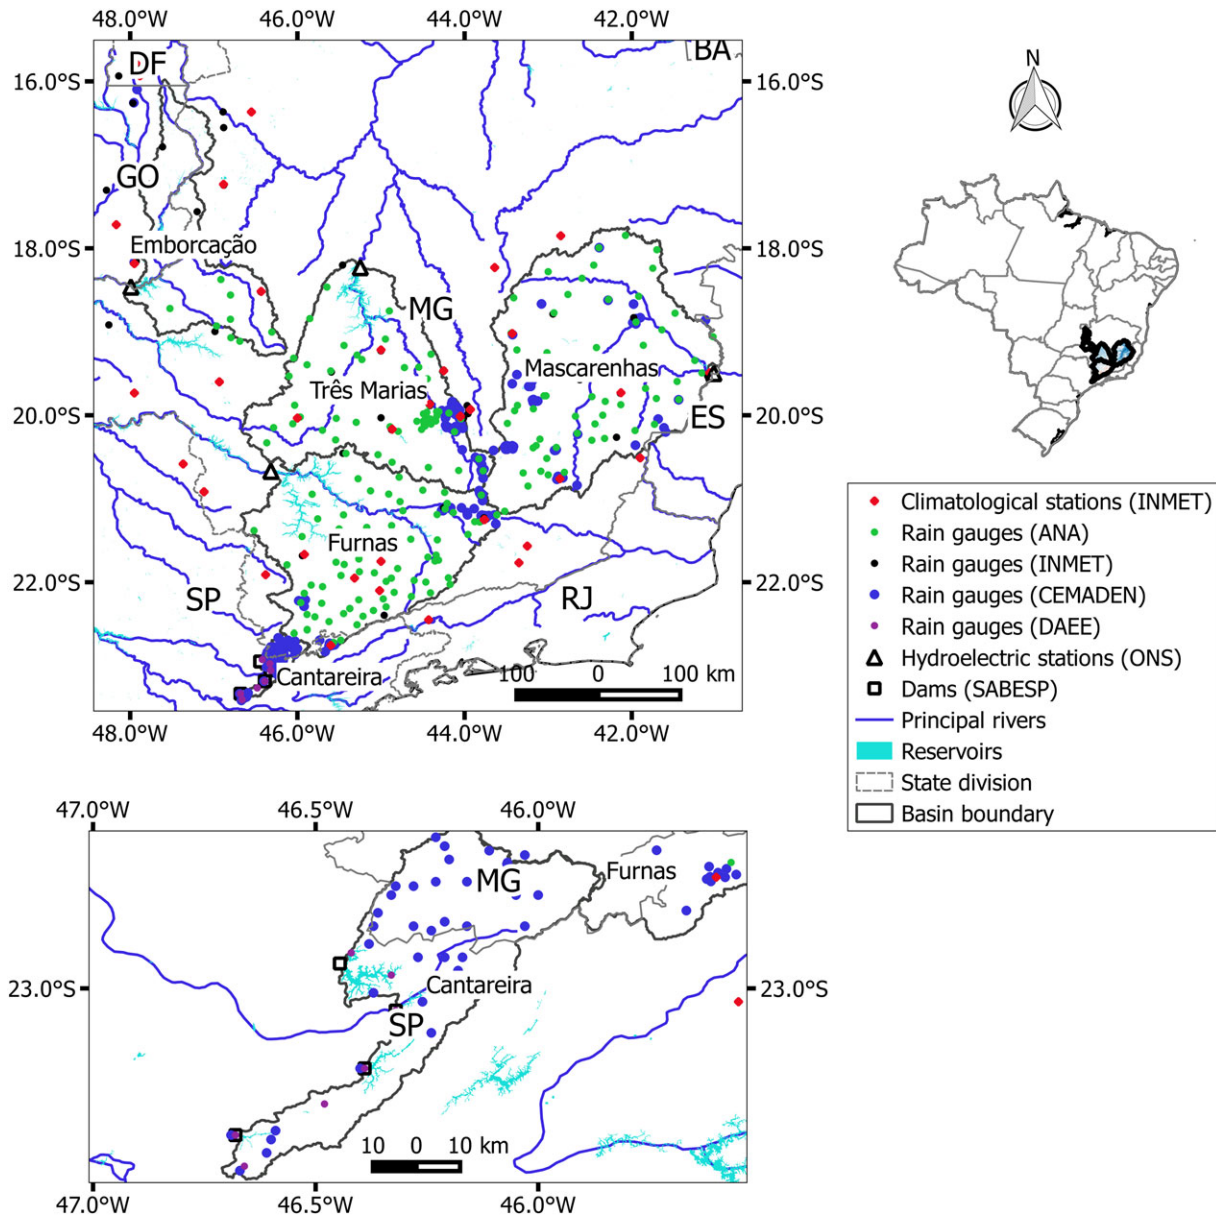 48.0°W 46.0°W 44.0°W 42.0°W
BA
DF
16.0°S 16.0°S
N
GO
Emborcação
18.0°S 18.0°S
MG
Mascarenhas
Três Marias
20.0°S 20.0°S
ES
Furnas
22.0°S 22.0°S
SP
RJ
Cantareira
100 0 100 km
48.0°W 46.0°W 44.0°W 42.0°W
Climatological stations (INMET)
Rain gauges (ANA)
Rain gauges (INMET)
Rain gauges (CEMADEN)
Rain gauges (DAEE)
Hydroelectric stations (ONS)
Dams (SABESP)
Principal rivers
Reservoirs
State division
Basin boundary
47.0°W 46.5°W 46.0°W
MG
Furnas
23.0°S 23.0°S
Cantareira
SP
10 0 10 km
47.0°W 46.5°W 46.0°W